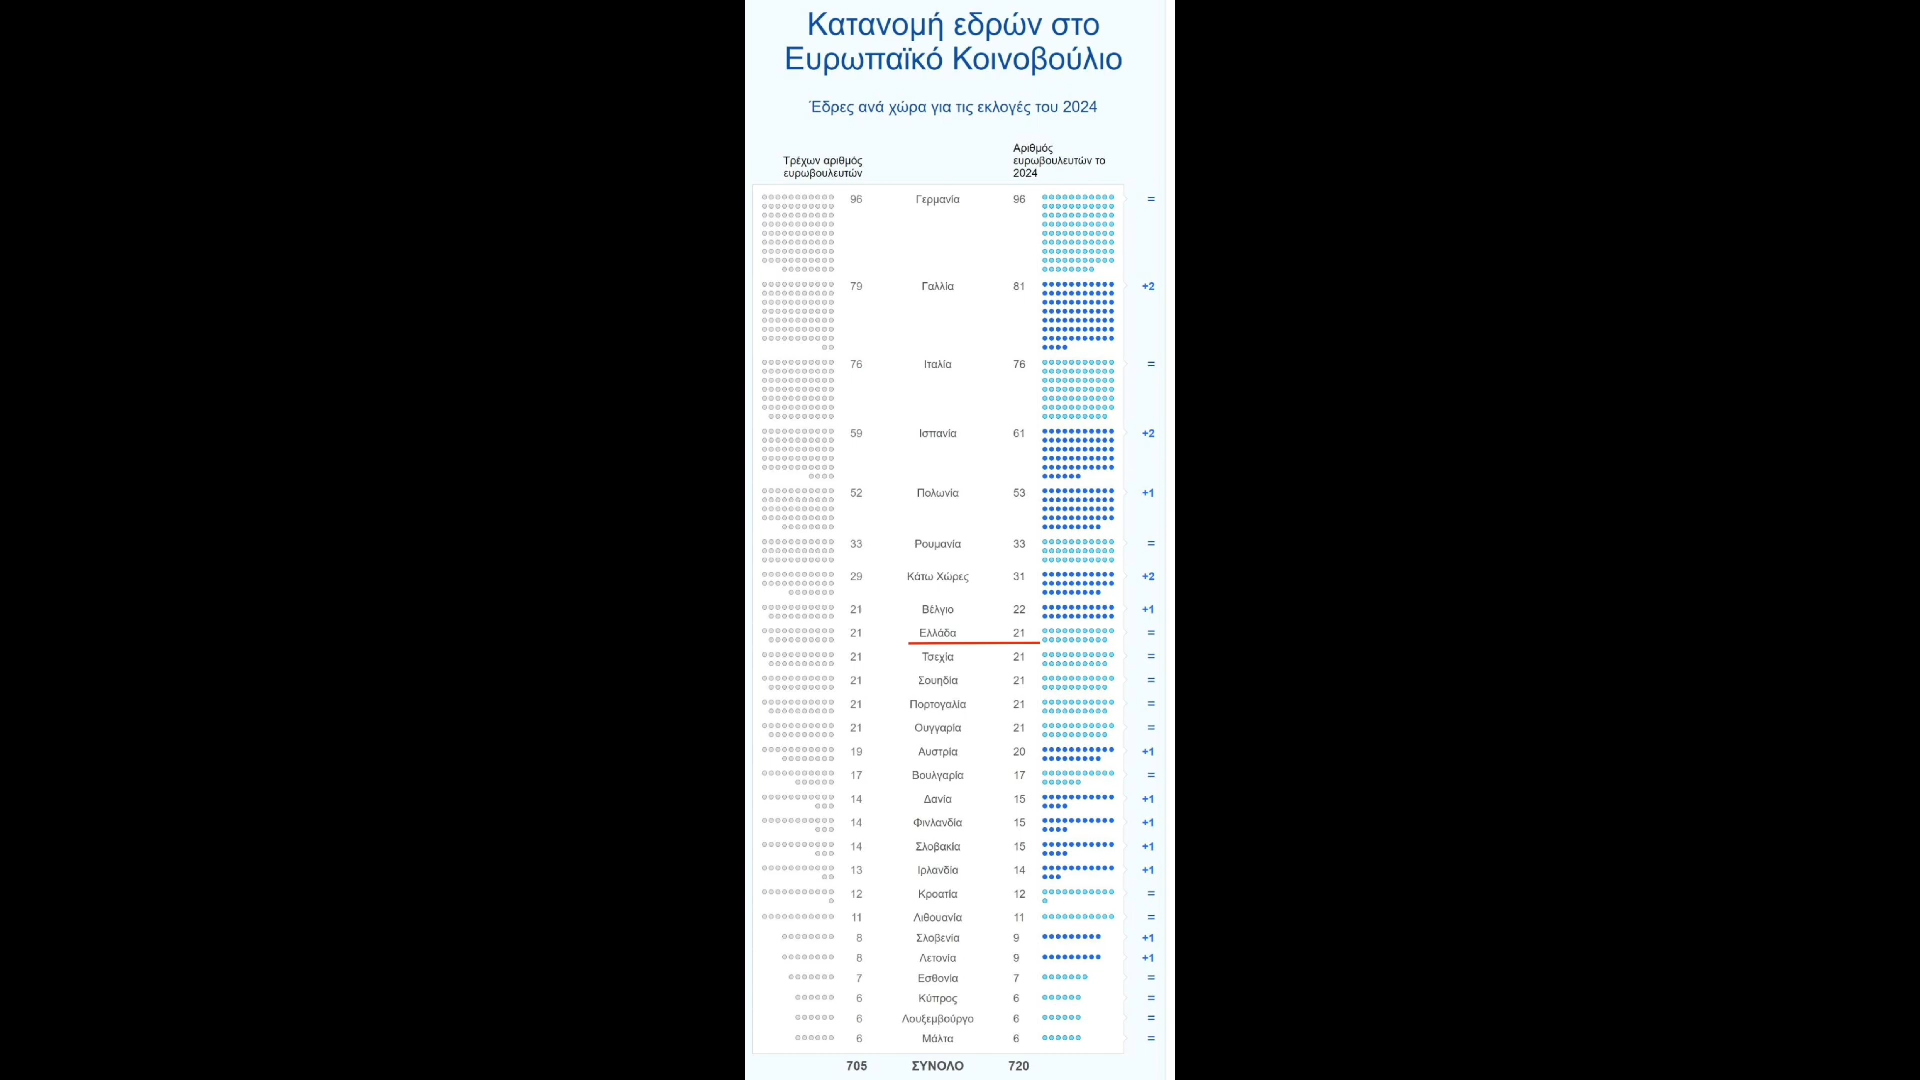 Κατανομή εδρών στο
Ευρωπαϊκό Κοινοβούλιο
Έδρες ανά χώρα για τις εκλογές του 2024
Τρέχων αριθμός
ευρωβουλευτών
Αριθμός
ευρωβουλευτών το
2024
96 Γερμανία 96 =
79 Γαλλία 81 +2
76 Ιταλία 76 =
59 Ισπανία 61 +2
52 Πολωνία 53 +1
33 Ρουμανία 33 =
29 Κάτω Χώρες 31 +2
21 Βέλγιο 22 +1
21 Ελλάδα 21 =
21 Τσεχία 21 =
21 Σουηδία 21 =
21 Πορτογαλία 21 =
21 Ουγγαρία 21 =
19 Αυστρία 20 +1
17 Βουλγαρία 17 =
14 Δανία 15 +1
14 Φινλανδία 15 +1
14 Σλοβακία 15 +1
13 Ιρλανδία 14 +1
12 Κροατία 12 =
11 Λιθουανία 11 =
8 Σλοβενία 9 +1
8 Λετονία 9 +1
7 Εσθονία 7 =
6 Κύπρος 6 =
6 Λουξεμβούργο 6 =
6 Μάλτα 6 =
705 ΣΥΝΟΛΟ 720